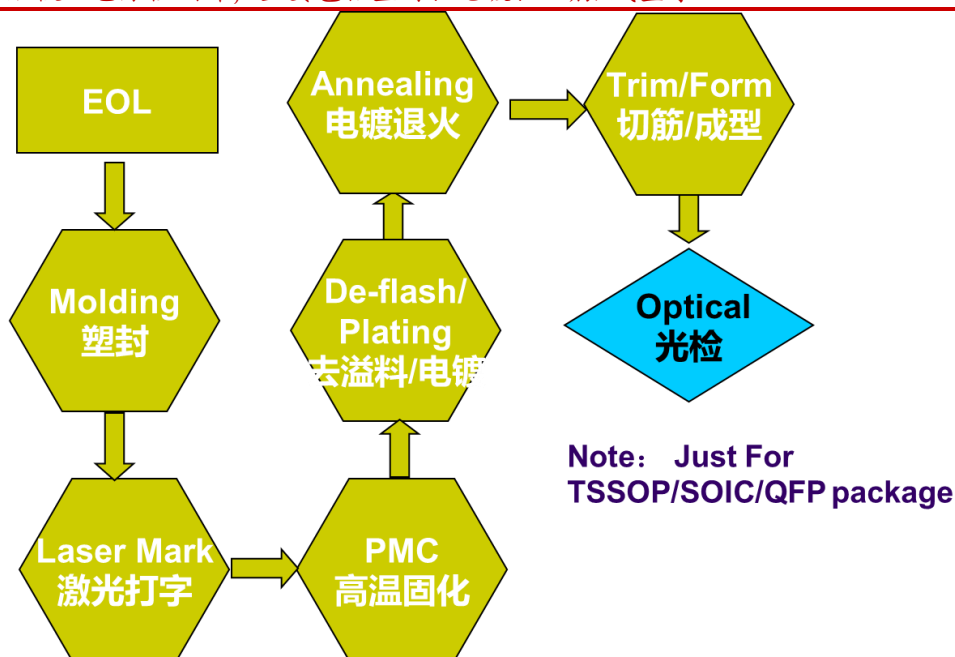 EOL
Molding
塑封
Laser Mark
激光打字
PMC
高温固化
De-flash/
Plating
去溢料/电镀
Annealing
电镀退火
Trim/Form
切筋/成型
Optical
光检
Note： Just For
TSSOP/SOIC/QFP package